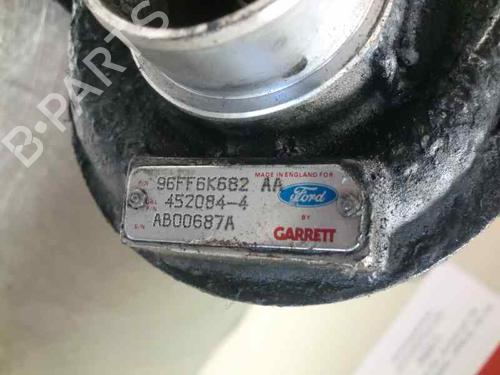 MADE IN ENGLAND FOR
P/N 96FF6K682 AA
Ford
452084-4
BY
S/N AB00687A
GARRETT
B-PARTS